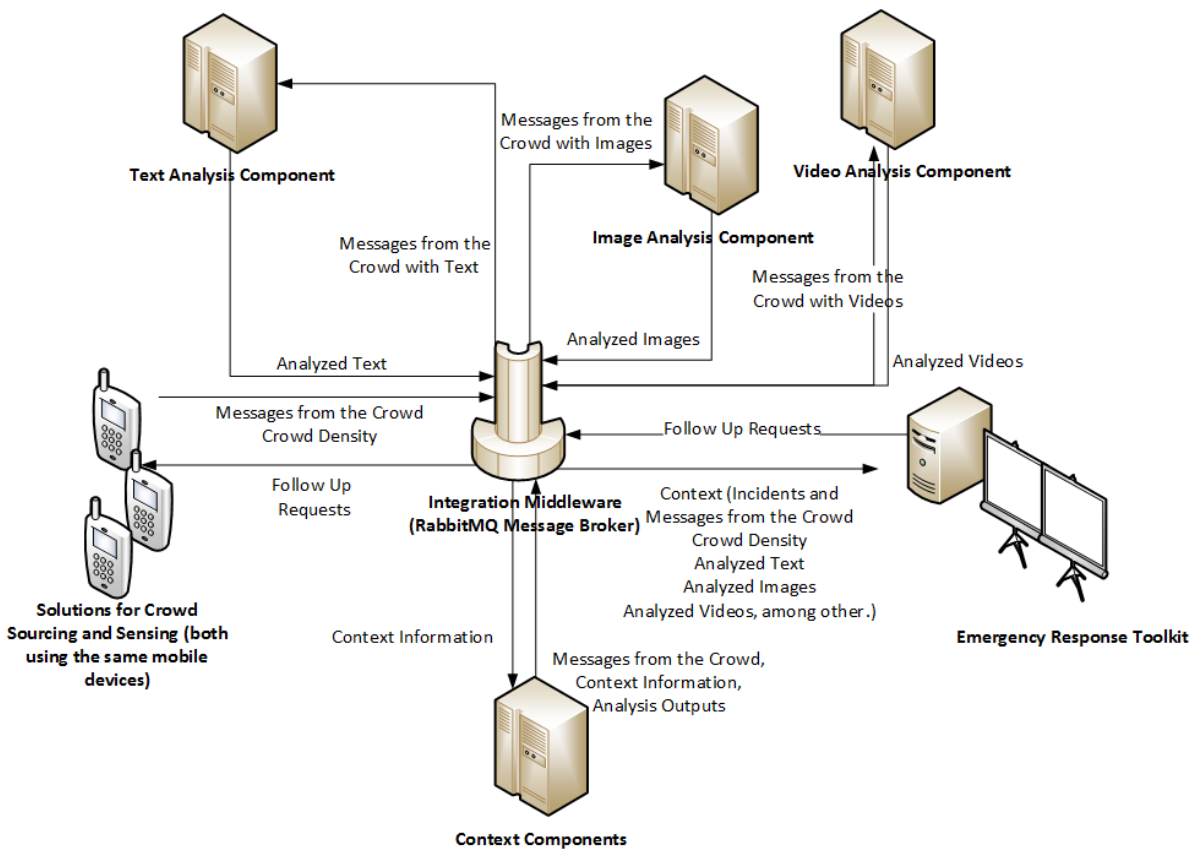 Messages from the
Crowd with Images
Text Analysis Component
Video Analysis Component
Image Analysis Component
Messages from the
Crowd with Text
Messages from the
Crowd with Videos
Analyzed Images
Analyzed Text
Analyzed Videos
Messages from the Crowd
Crowd Density
Follow Up Requests
Follow Up
Requests
Integration Middleware
(RabbitMQ Message Broker)
Context (Incidents and
Messages from the Crowd
Crowd Density
Analyzed Text
Analyzed Images
Analyzed Videos, among other.)
Solutions for Crowd
Sourcing and Sensing (both
using the same mobile
devices)
Emergency Response Toolkit
Context Information
Messages from the Crowd,
Context Information,
Analysis Outputs
Context Components